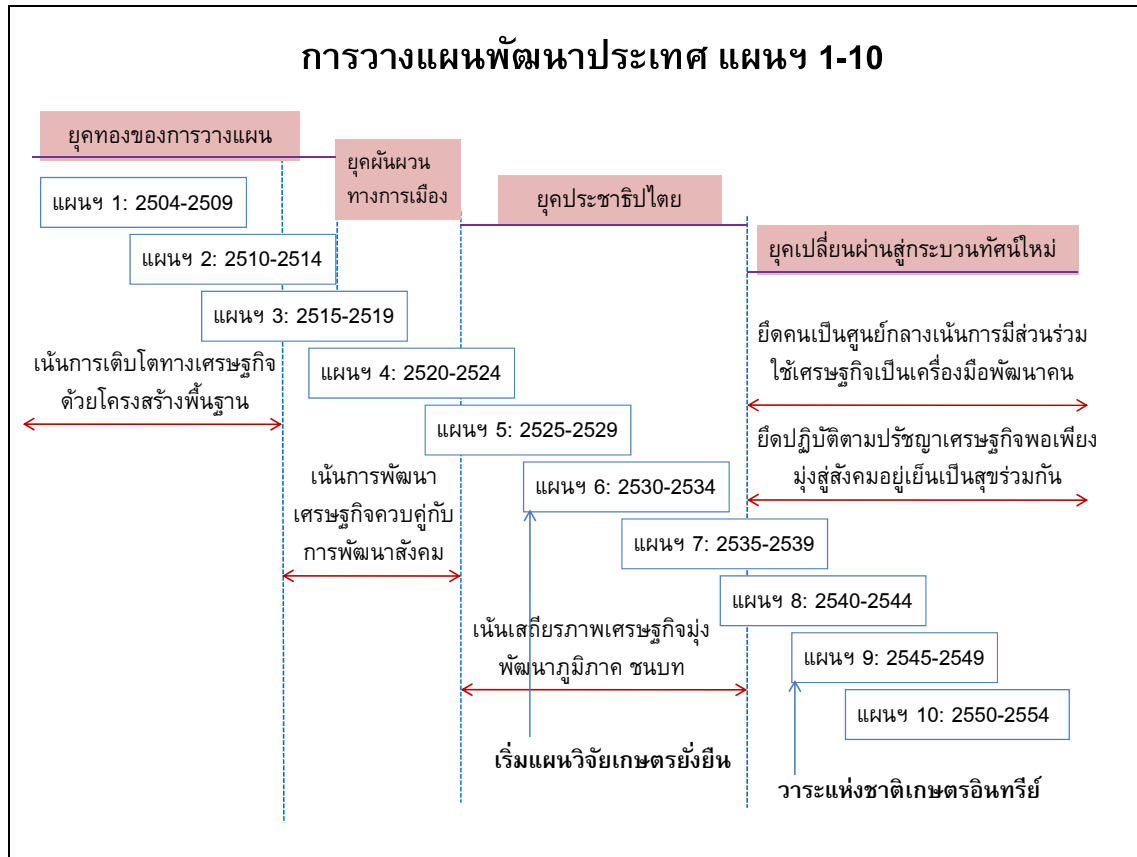 การวางแผนพัฒนาประเทศ แผนฯ 1-10
ยุคทองของการวางแผน
ยุคผันผวน
ทางการเมือง
ยุคประชาธิปไตย
ยุคเปลี่ยนผ่านสู่กระบวนทัศน์ใหม่
แผนฯ 1: 2504-2509
แผนฯ 2: 2510-2514
แผนฯ 3: 2515-2519
แผนฯ 4: 2520-2524
แผนฯ 5: 2525-2529
แผนฯ 6: 2530-2534
แผนฯ 7: 2535-2539
แผนฯ 8: 2540-2544
แผนฯ 9: 2545-2549
แผนฯ 10: 2550-2554
เน้นการเติบโตทางเศรษฐกิจ
ด้วยโครงสร้างพื้นฐาน
เน้นการพัฒนา
เศรษฐกิจควบคู่กับ
การพัฒนาสังคม
เน้นเสถียรภาพเศรษฐกิจมุ่ง
พัฒนาภูมิภาค ชนบท
ยึดคนเป็นศูนย์กลางเน้นการมีส่วนร่วม
ใช้เศรษฐกิจเป็นเครื่องมือพัฒนาคน
ยึดปฏิบัติตามปรัชญาเศรษฐกิจพอเพียง
มุ่งสู่สังคมอยู่เย็นเป็นสุขร่วมกัน
เริ่มแผนวิจัยเกษตรยั่งยืน
วาระแห่งชาติเกษตรอินทรีย์